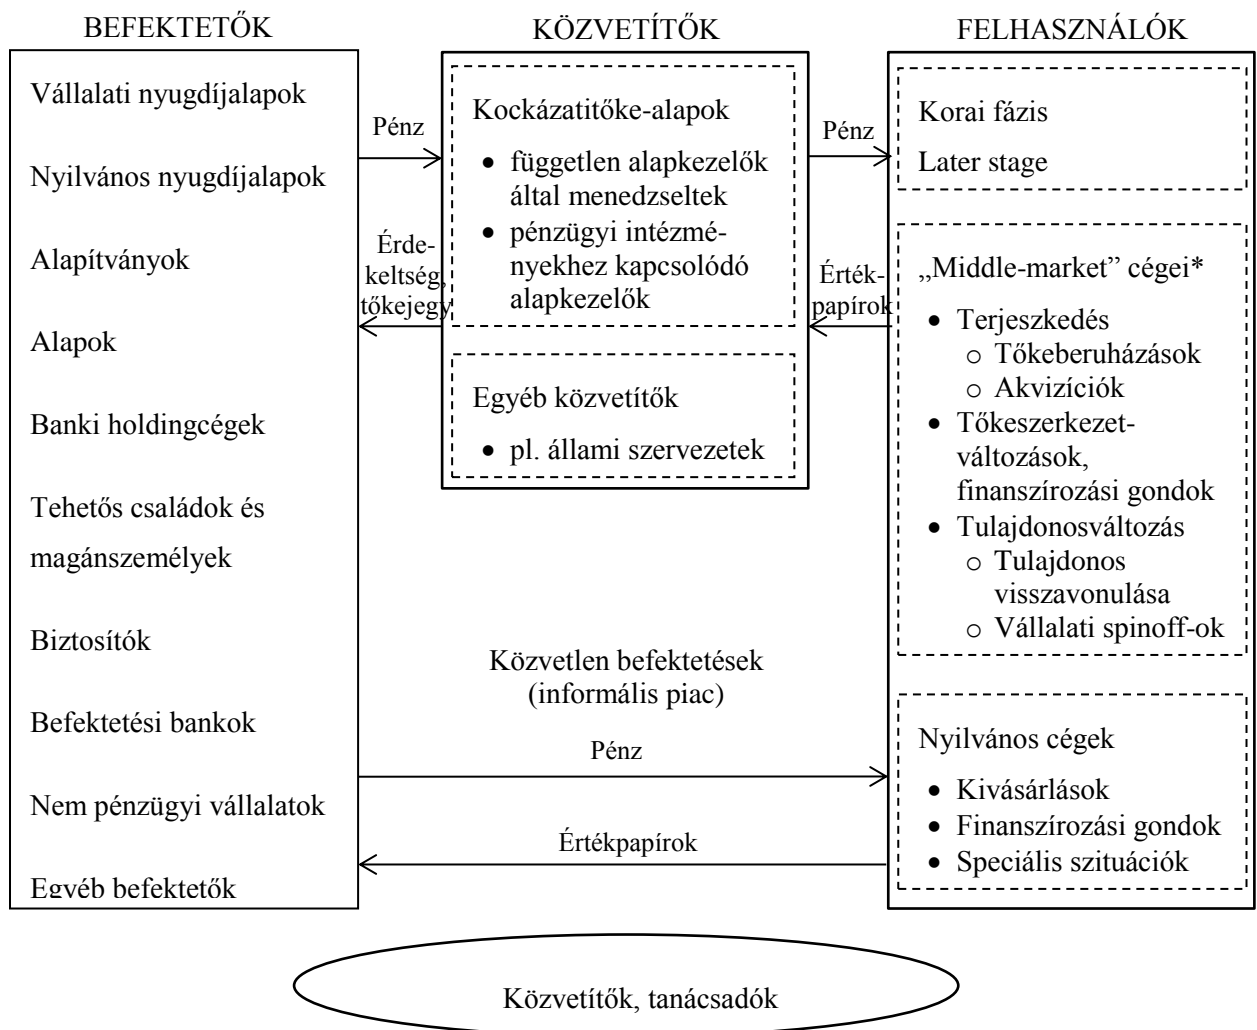 BEFEKTETŐK
Vállalati nyugdíjalapok
Nyilvános nyugdíjalapok
Alapítványok
Alapok
Banki holdingcégek
Tehetős családok és
magánszemélyek
Biztosítók
Befektetési bankok
Nem pénzügyi vállalatok
Egyéb befektetők
Pénz
Érde-
keltség,
tőkejegy
KÖZVETÍTŐK
Kockázatitőke-alapok
• független alapkezelők
által menedzseltek
• pénzügyi intézmé-
nyekhez kapcsolódó
alapkezelők
Egyéb közvetítők
• pl. állami szervezetek
Pénz
Érték-
papírok
FELHASZNÁLÓK
Korai fázis
Later stage
„Middle-market” cégei*
• Terjeszkedés
o Tőkeberuházások
o Akvizíciók
• Tőkeszerkezet-
változások,
finanszírozási gondok
• Tulajdonosváltozás
o Tulajdonos
visszavonulása
o Vállalati spinoff-ok
Nyilvános cégek
• Kivásárlások
• Finanszírozási gondok
• Speciális szituációk
Közvetlen befektetések
(informális piac)
Pénz
Értékpapírok
Közvetítők, tanácsadók